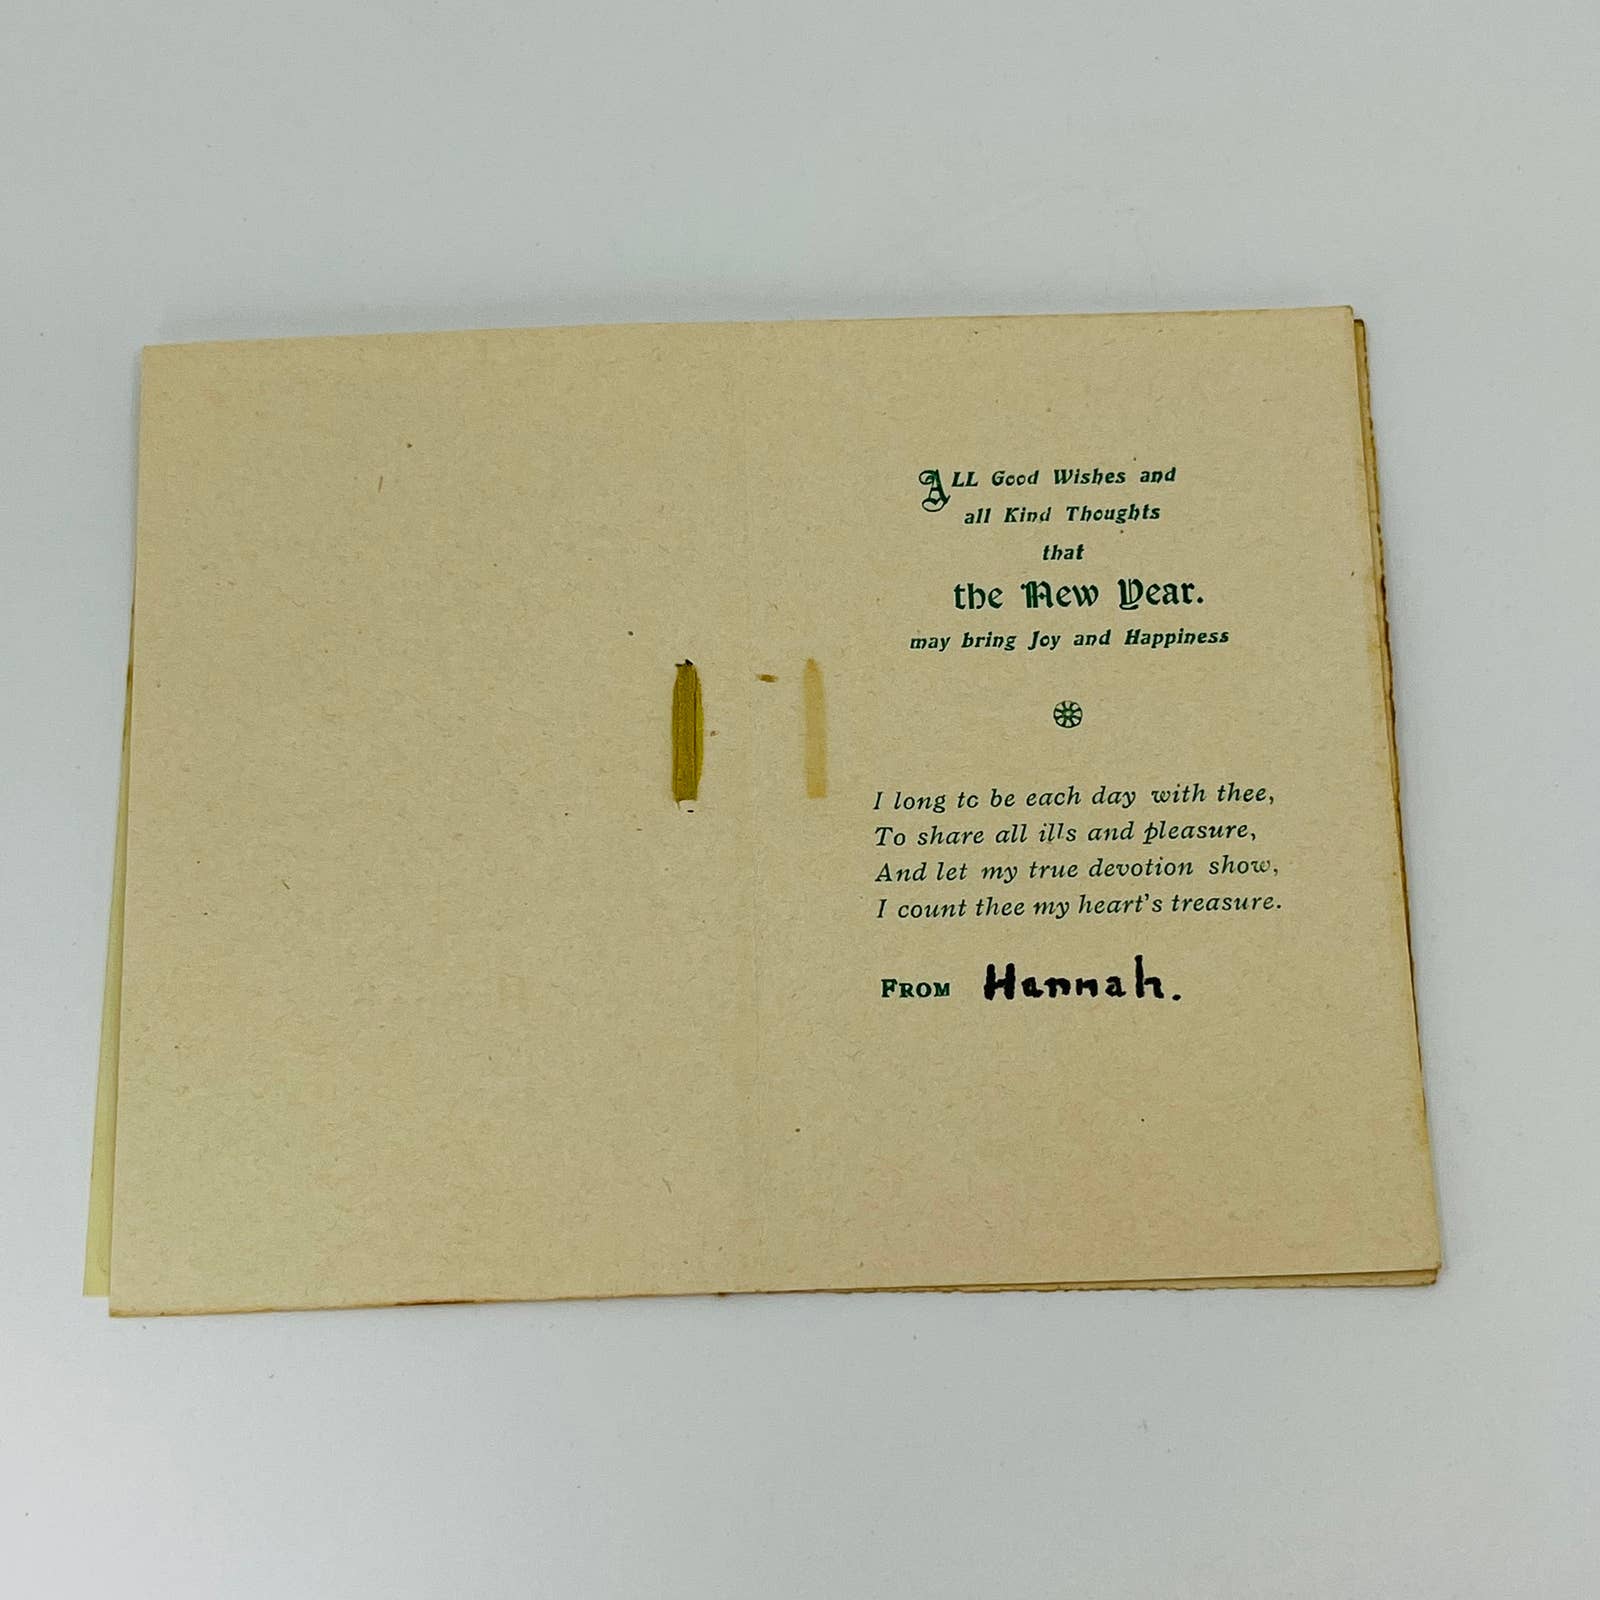 ALL Good Wishes and
all Kind Thoughts
that
the New Year.
may bring Joy and Happiness
I long to be each day with thee,
To share all ills and pleasure,
And let my true devotion show,
I count thee my heart's treasure.
FROM Hannah.